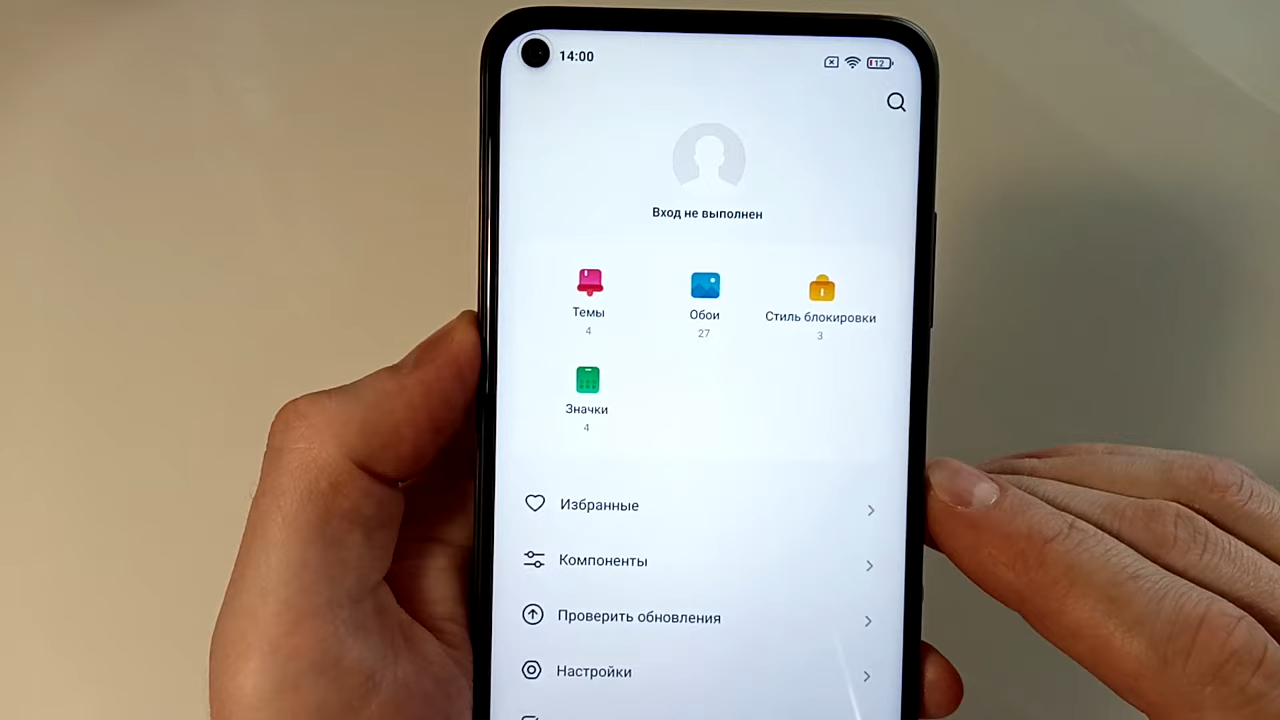 14:00
12
Вход не выполнен
Темы
4
Обои
27
Стиль блокировки
3
Значки
4
Избранные
Компоненты
Проверить обновления
Настройки